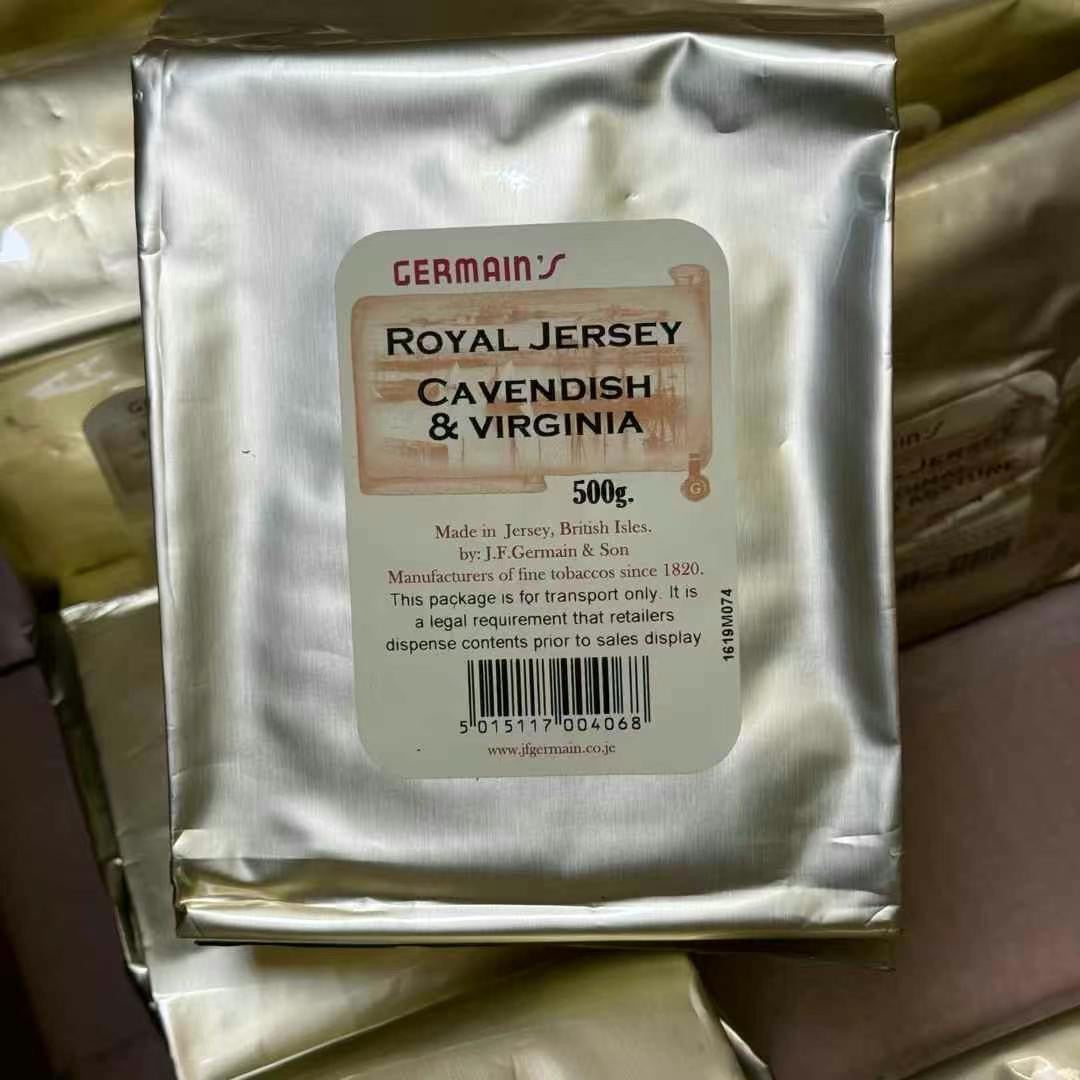 GERMAIN'S
ROYAL JERSEY
CAVENDISH
& VIRGINIA
500g.
G
Made in Jersey, British Isles.
by: J.F.Germain & Son
Manufacturers of fine tobaccos since 1820.
This package is for transport only. It is
a legal requirement that retailers
dispense contents prior to sales display
1619M074
5 015117 004068
www.jfgermain.co.je